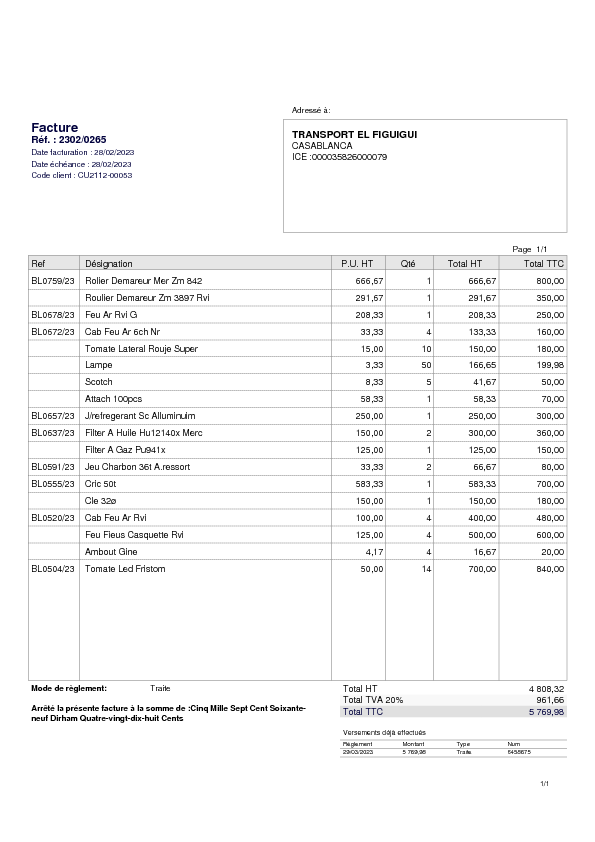 Adressé à:
Facture
Réf. : 2302/0265
Date facturation : 28/02/2023
Date échéance : 28/02/2023
Code client : CU2112-00053
TRANSPORT EL FIGUIGUI
CASABLANCA
ICE :000035826000079
Page 1/1
Ref Désignation P.U. HT Qté Total HT Total TTC
BL0759/23 Rolier Demareur Mer Zm 842 666,67 1 666,67 800,00
Roulier Demareur Zm 3897 Rvi 291,67 1 291,67 350,00
BL0678/23 Feu Ar Rvi G 208,33 1 208,33 250,00
BL0672/23 Cab Feu Ar 6ch Nr 33,33 4 133,33 160,00
Tomate Lateral Rouje Super 15,00 10 150,00 180,00
Lampe 3,33 50 166,65 199,98
Scotch 8,33 5 41,67 50,00
Attach 100pcs 58,33 1 58,33 70,00
BL0657/23 J/refregerant Sc Alluminuim 250,00 1 250,00 300,00
BL0637/23 Filter A Huile Hu12140x Merc 150,00 2 300,00 360,00
Filter A Gaz Pu941x 125,00 1 125,00 150,00
BL0591/23 Jeu Charbon 36t A.ressort 33,33 2 66,67 80,00
BL0555/23 Cric 50t 583,33 1 583,33 700,00
Cle 32ø 150,00 1 150,00 180,00
BL0520/23 Cab Feu Ar Rvi 100,00 4 400,00 480,00
Feu Fleus Casquette Rvi 125,00 4 500,00 600,00
Ambout Gine 4,17 4 16,67 20,00
BL0504/23 Tomate Led Fristom 50,00 14 700,00 840,00
Mode de règlement: Traite
Total HT 4 808,32
Total TVA 20% 961,66
Total TTC 5 769,98
Arrêté la présente facture à la somme de :Cinq Mille Sept Cent Soixante-
neuf Dirham Quatre-vingt-dix-huit Cents
Versements déjà effectués
Règlement Montant Type Num
29/03/2023 5 769,98 Traite
1/1